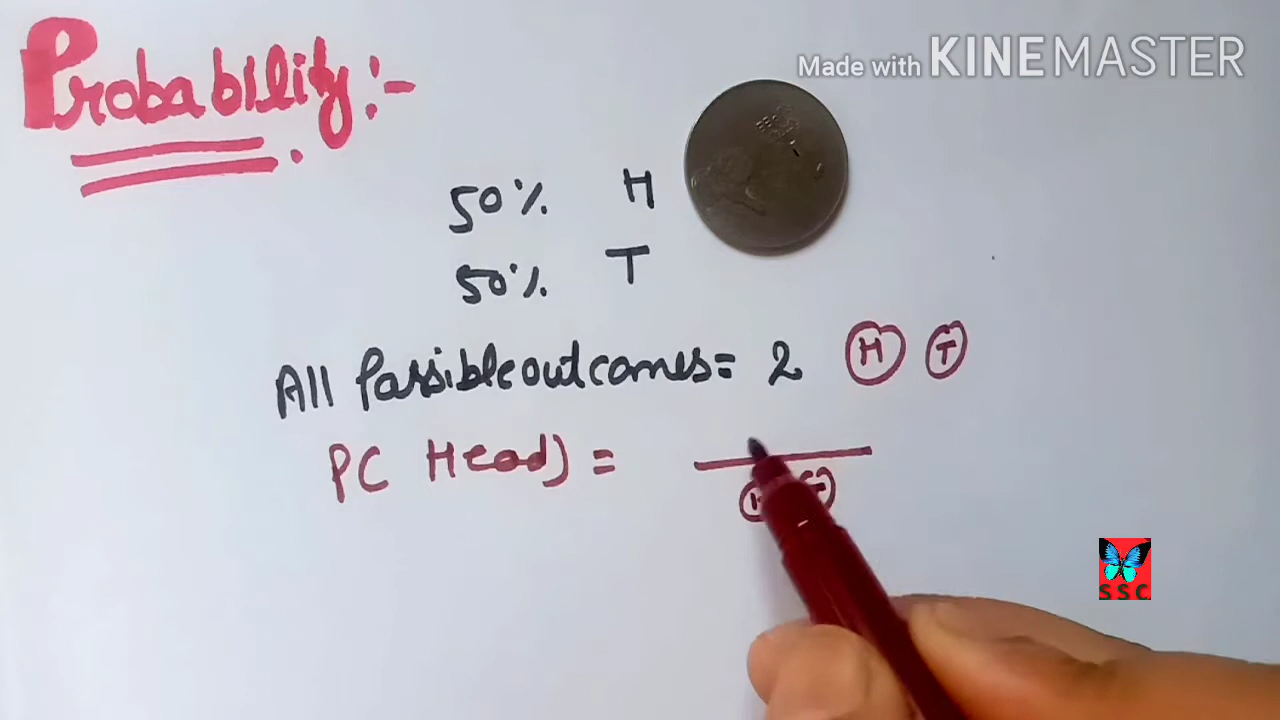 Probability:-
Made with KINEMASTER
50% H
50% T
All Possible outcomes = 2 H T
P( Head) =
H T
SSC